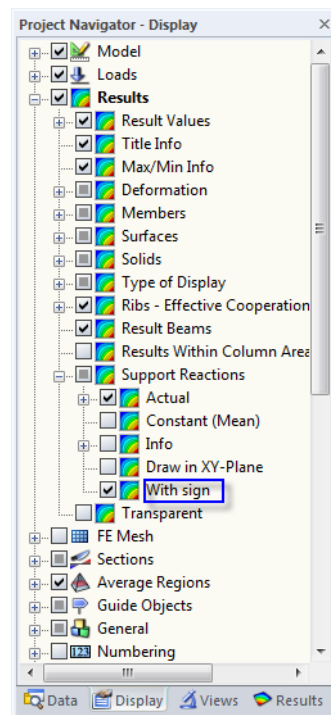 Project Navigator - Display
Model
Loads
Results
Result Values
Title Info
Max/Min Info
Deformation
Members
Surfaces
Solids
Type of Display
Ribs - Effective Cooperation
Result Beams
Results Within Column Area
Support Reactions
Actual
Constant (Mean)
Info
Draw in XY-Plane
With sign
Transparent
FE Mesh
Sections
Average Regions
Guide Objects
General
123 Numbering
Data Display Views Results